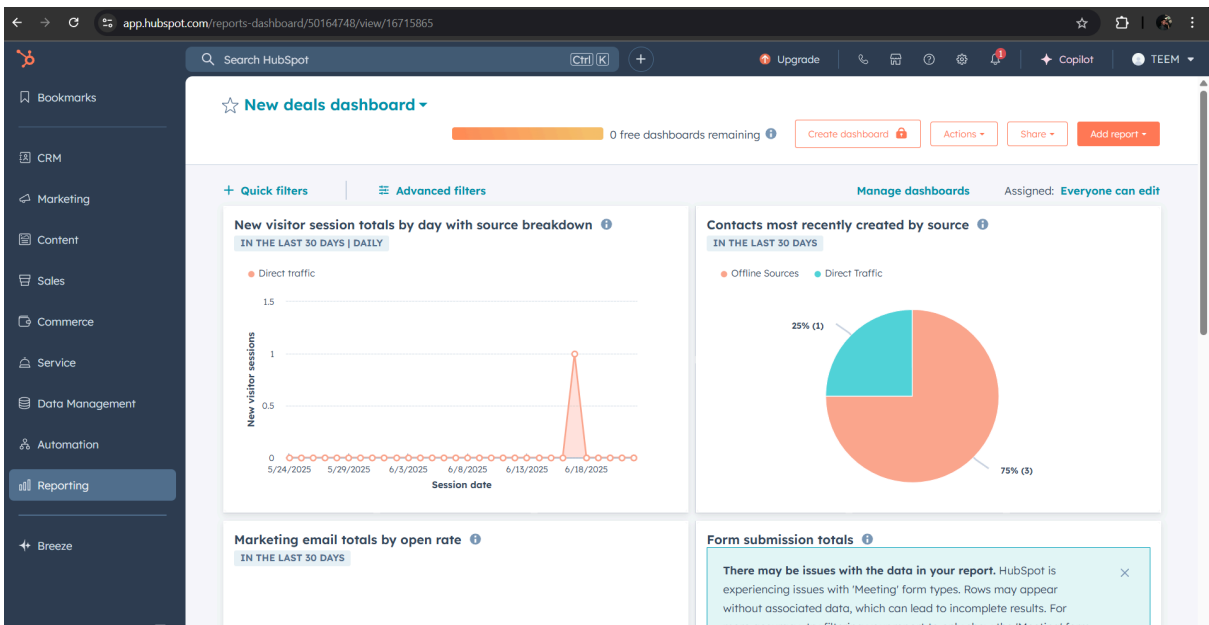 app.hubspot.com/reports-dashboard/50164748/view/16715865
Search HubSpot
Ctrl K
Upgrade
1
Copilot
TEEM
Bookmarks
CRM
Marketing
Content
Sales
Commerce
Service
Data Management
Automation
Reporting
Breeze
New deals dashboard
0 free dashboards remaining
Create dashboard
Actions
Share
Add report
Quick filters
Advanced filters
Manage dashboards
Assigned: Everyone can edit
New visitor session totals by day with source breakdown
IN THE LAST 30 DAYS | DAILY
Direct traffic
1.5
1
0.5
0
New visitor sessions
5/24/2025 5/29/2025 6/3/2025 6/8/2025 6/13/2025 6/18/2025
Session date
Contacts most recently created by source
IN THE LAST 30 DAYS
Offline Sources Direct Traffic
25% (1)
75% (3)
Marketing email totals by open rate
IN THE LAST 30 DAYS
Form submission totals
There may be issues with the data in your report. HubSpot is
experiencing issues with 'Meeting' form types. Rows may appear
without associated data, which can lead to incomplete results. For